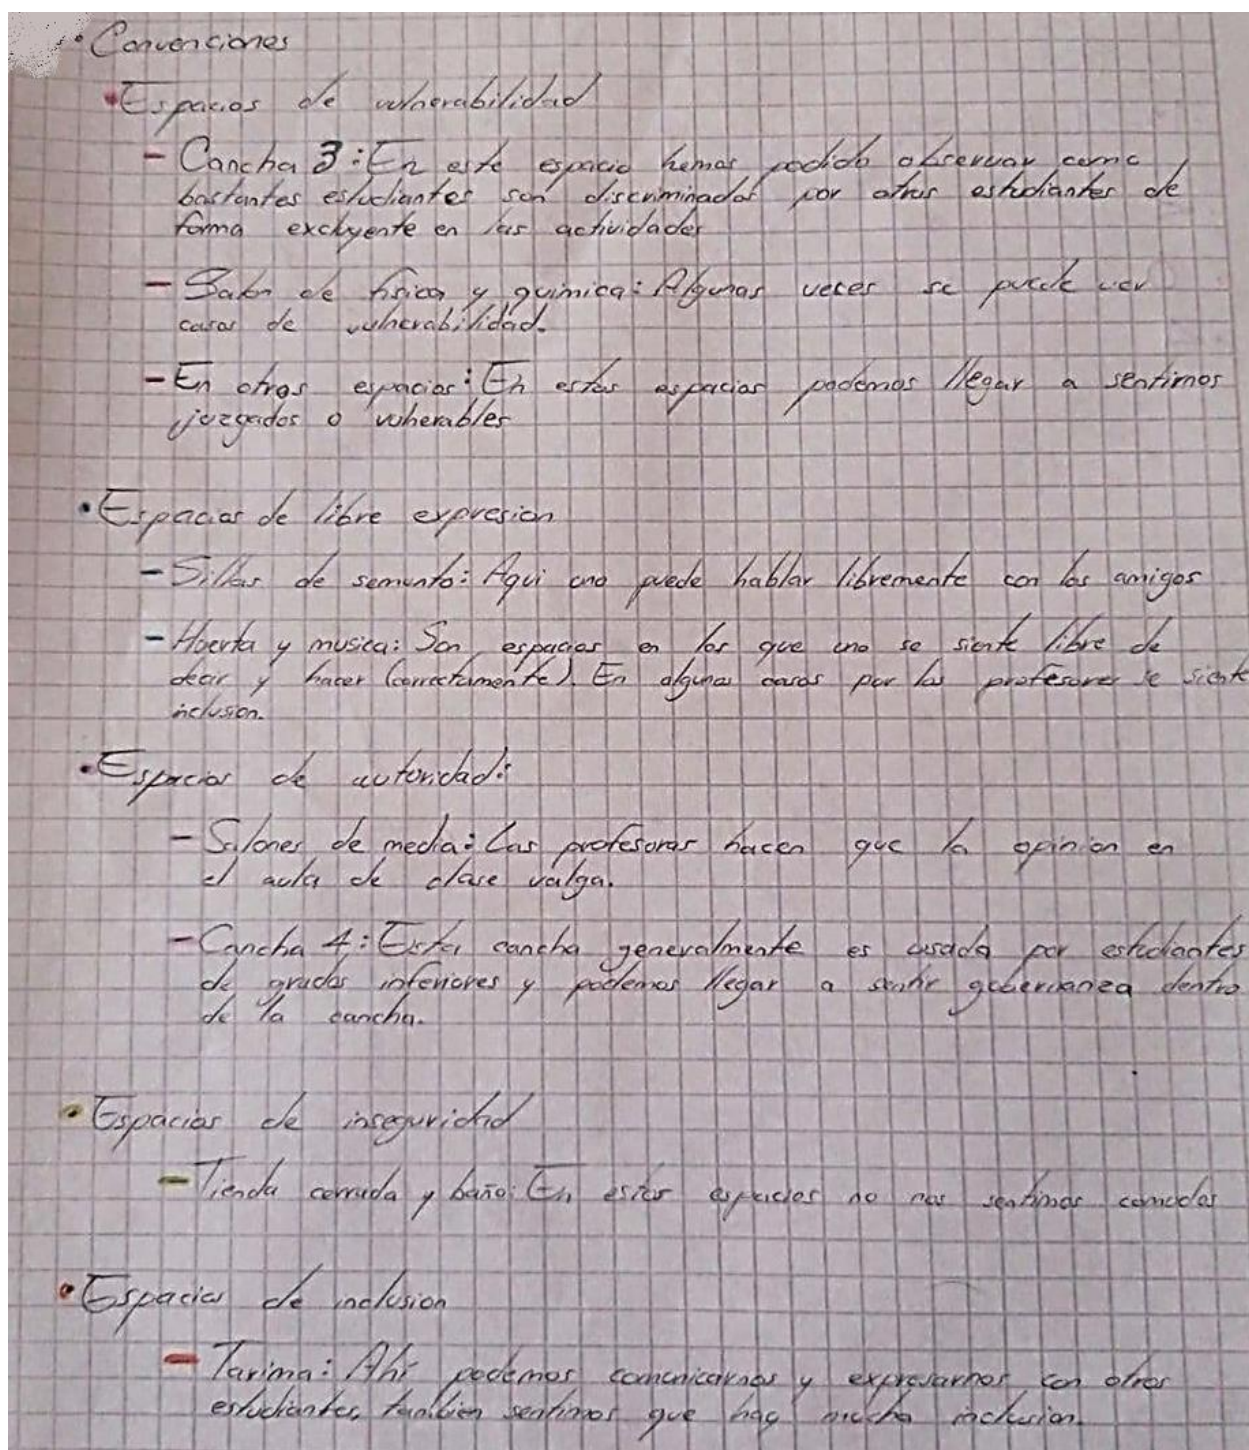 • Convenciones
• Espacios de vulnerabilidad
- Cancha 3: En este espacio hemos podido observar como
bastantes estudiantes son discriminados por otros estudiantes de
forma excluyente en las actividades
- Salon de fisica y quimica: Algunas veces se puede ver
casos de vulnerabilidad.
- En otros espacios: En estos espacios podemos llegar a sentirnos
juzgados o vulnerables
• Espacios de libre expresion
- Sillas de semento: Aqui uno puede hablar libremente con los amigos
- Huerta y musica: Son espacios en los que uno se siente libre de
decir y hacer (correctamente). En algunos casos por los profesores se siente
inclusion.
• Espacios de autoridad:
- Salones de media: Las profesoras hacen que la opinion en
el aula de clase valga.
- Cancha 4: Esta cancha generalmente es usada por estudiantes
de grados inferiores y podemos llegar a sentir gobernanza dentro
de la cancha.
• Espacios de inseguridad
- Tienda cerrada y baño: En estos espacios no nos sentimos comodos
• Espacios de inclusion
- Tarima: Ahi podemos comunicarnos y expresarnos con otros
estudiantes, tambien sentimos que hay mucha inclusion.